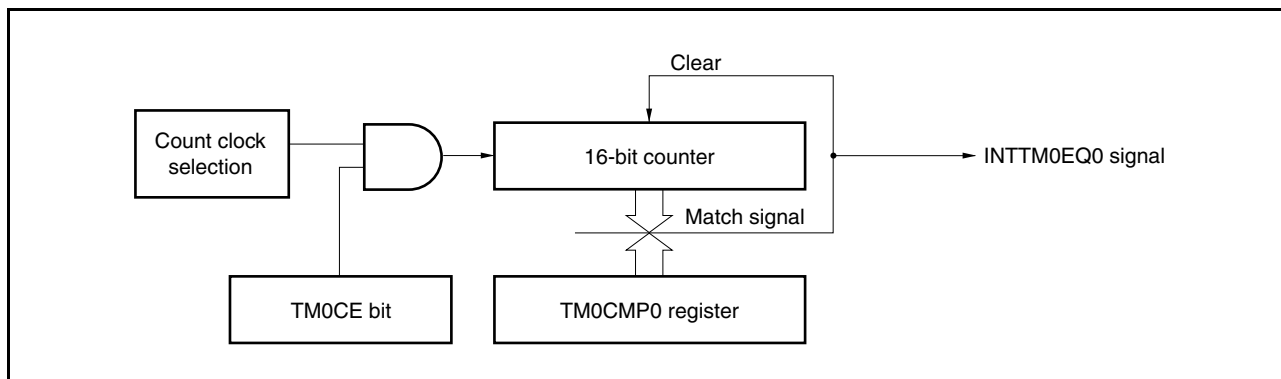 Clear
Count clock
selection
16-bit counter
INTTM0EQ0 signal
Match signal
TM0CE bit
TM0CMP0 register